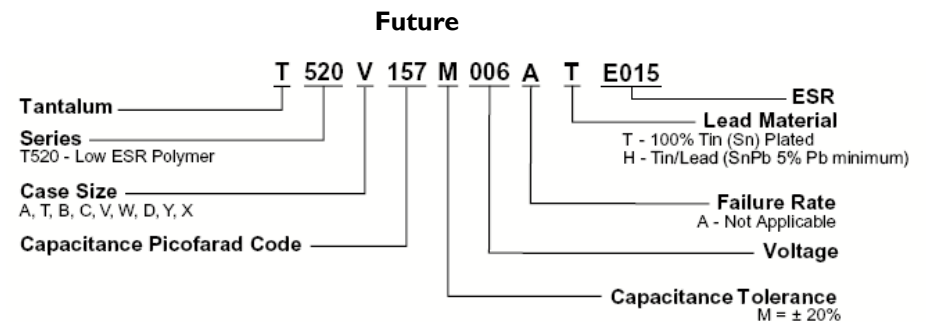 Future
T 520 V 157 M 006 A T E015
Tantalum
Series
T520 - Low ESR Polymer
Case Size
A, T, B, C, V, W, D, Y, X
Capacitance Picofarad Code
ESR
Lead Material
T - 100% Tin (Sn) Plated
H - Tin/Lead (SnPb 5% Pb minimum)
Failure Rate
A - Not Applicable
Voltage
Capacitance Tolerance
M = ± 20%